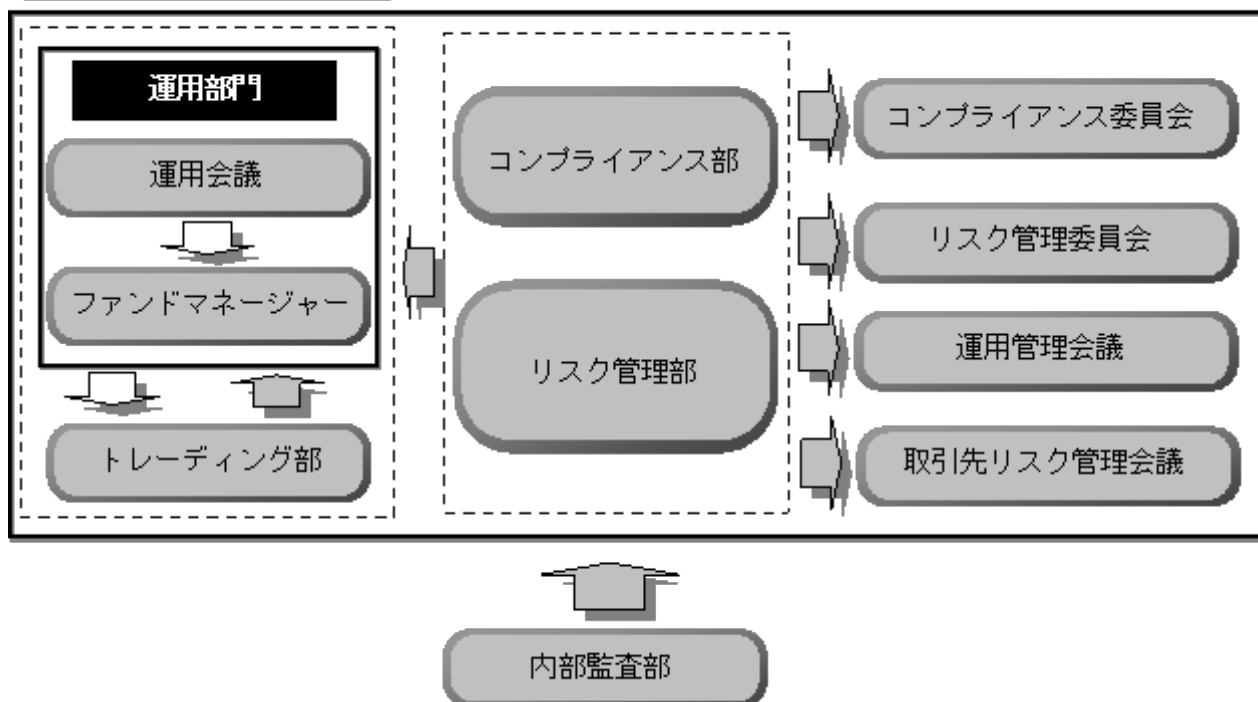 運用部門
運用会議
ファンドマネージャー
トレーディング部
コンプライアンス部
リスク管理部
コンプライアンス委員会
リスク管理委員会
運用管理会議
取引先リスク管理会議
内部監査部